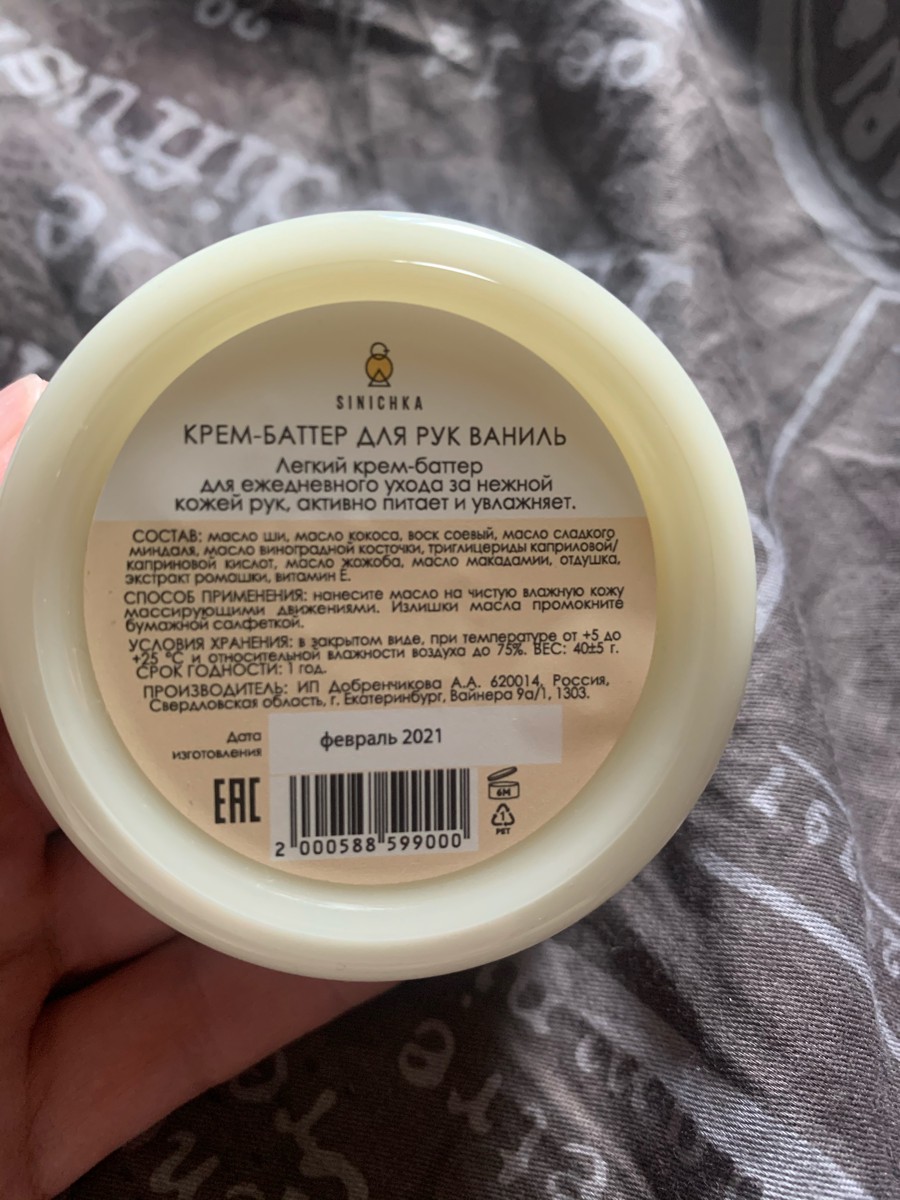 SINICHKA
КРЕМ-БАТТЕР ДЛЯ РУК ВАНИЛЬ
Легкий крем-баттер
для ежедневного ухода за нежной
кожей рук, активно питает и увлажняет.
СОСТАВ: масло ши, масло кокоса, воск соевый, масло сладкого
миндаля, масло виноградной косточки, триглицериды каприловой/
каприновой кислот, масло жожоба, масло макадамии, отдушка,
экстракт ромашки, витамин Е.
СПОСОБ ПРИМЕНЕНИЯ: нанесите масло на чистую влажную кожу
массирующими движениями. Излишки масла промокните
бумажной салфеткой.
УСЛОВИЯ ХРАНЕНИЯ: в закрытом виде, при температуре от +5 до
+25 °С и относительной влажности воздуха до 75%. ВЕС: 40±5 г.
СРОК ГОДНОСТИ: 1 год.
ПРОИЗВОДИТЕЛЬ: ИП Добренчикова А.А. 620014, Россия,
Свердловская область, г. Екатеринбург, Вайнера 9а/1, 1303.
Дата
изготовления
февраль 2021
EAC
6M
1
PET
2 000588 599000